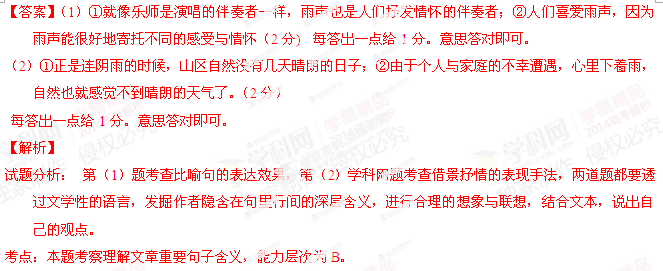 【答案】（1）①就像乐师是演唱的伴奏者一样，雨声也是人们抒发情怀的伴奏者；②人们喜爱雨声，因为
雨声能很好地寄托不同的感受与情怀（2 分） 每答出一点给 1 分。意思答对即可。
（2）①正是连阴雨的时候，山区自然没有几天晴朗的日子；②由于个人与家庭的不幸遭遇，心里下着雨，
自然也就感觉不到晴朗的天气了。（2 分）
每答出一点给 1 分。意思答对即可。
【解析】
试题分析： 第（1）题考查比喻句的表达效果，第（2）学科网题考查借景抒情的表现手法，两道题都要透
过文学性的语言，发掘作者隐含在句里行间的深层含义，进行合理的想象与联想，结合文本，说出自
己的观点。
考点：本题考察理解文章重要句子含义，能力层次为 B。